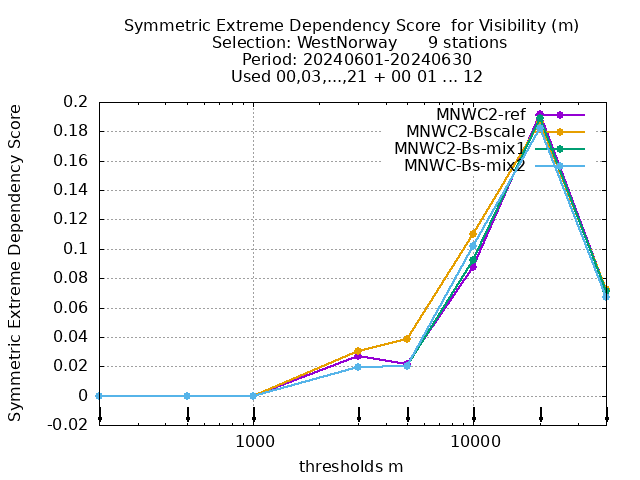 Symmetric Extreme Dependency Score  for Visibility (m)
Selection: WestNorway      9 stations
Period: 20240601-20240630
Used 00,03,...,21 + 00 01 ... 12
Symmetric Extreme Dependency Score
0.2
0.18
0.16
0.14
0.12
0.1
0.08
0.06
0.04
0.02
0
-0.02
MNWC2-ref
MNWC2-Bscale
MNWC2-Bs-mix1
MNWC-Bs-mix2
1000
10000
thresholds m